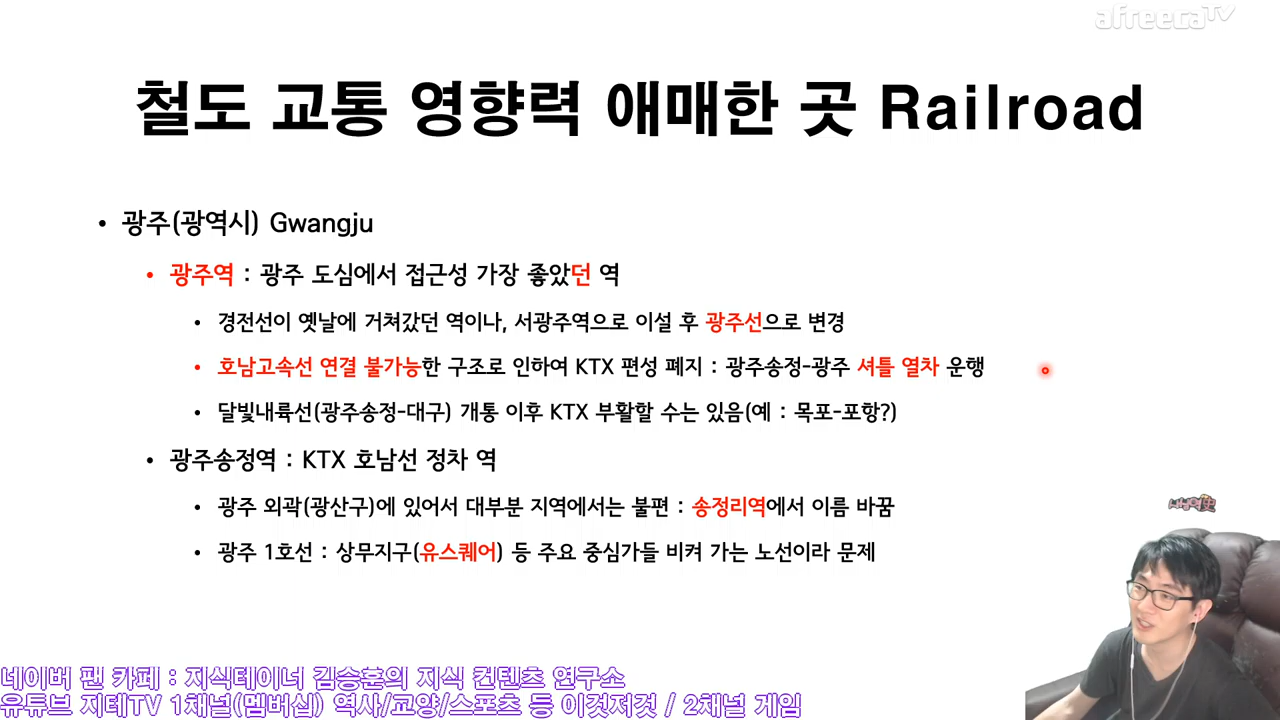 afreecaTV
철도 교통 영향력 애매한 곳 Railroad
• 광주(광역시) Gwangju
• 광주역 : 광주 도심에서 접근성 가장 좋았던 역
• 경전선이 옛날에 거쳐갔던 역이나, 서광주역으로 이설 후 광주선으로 변경
• 호남고속선 연결 불가능한 구조로 인하여 KTX 편성 폐지 : 광주송정-광주 셔틀 열차 운행
• 달빛내륙선(광주송정-대구) 개통 이후 KTX 부활할 수는 있음(예 : 목포-포항?)
• 광주송정역 : KTX 호남선 정차 역
• 광주 외곽(광산구)에 있어서 대부분 지역에서는 불편 : 송정리역에서 이름 바꿈
• 광주 1호선 : 상무지구(유스퀘어) 등 주요 중심가들 비켜 가는 노선이라 문제
네이버 팬 카페 : 지식테이너 김승훈의 지식 컨텐츠 연구소
유튜브 지테TV 1채널(멤버십) 역사/교양/스포츠 등 이것저것 / 2채널 게임